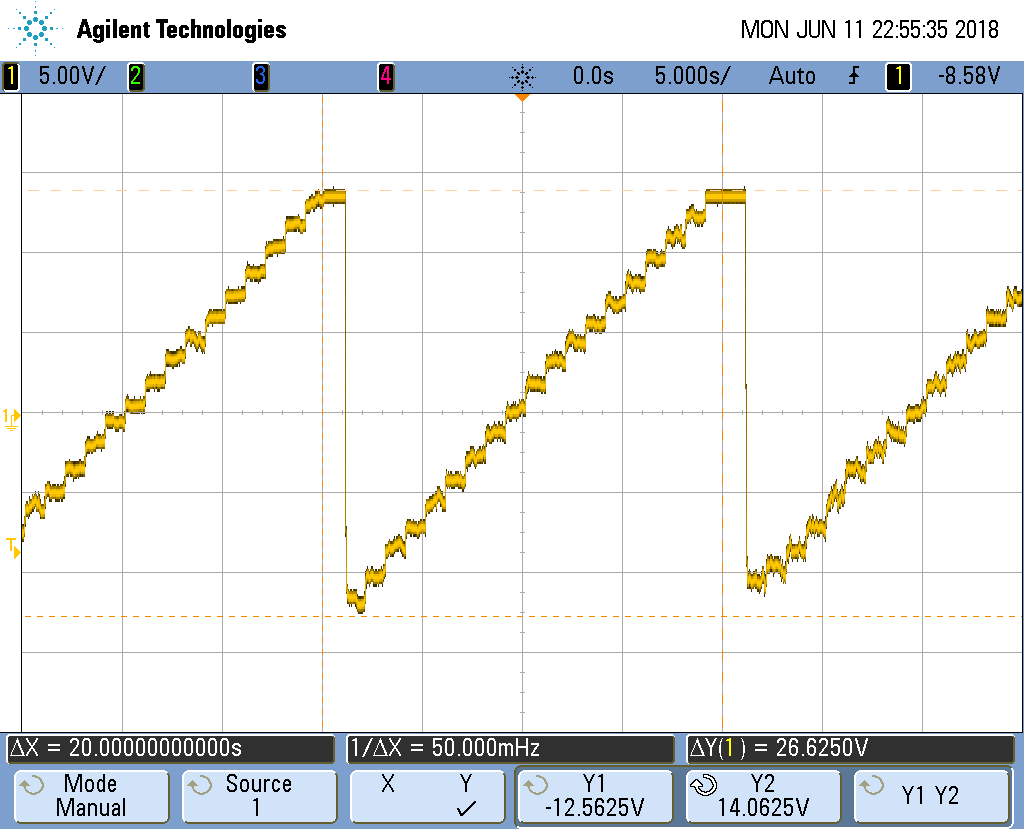 Agilent Technologies
MON JUN 11 22:55:35 2018
1 5.00V/ 2 3 4 0.0s 5.000s/ Auto 1 -8.58V
1
T
ΔX = 20.00000000000s
1/ΔX = 50.000mHz
ΔY(1) = 26.6250V
Mode
Manual
Source
1
X Y
Y1
-12.5625V
Y2
14.0625V
Y1 Y2